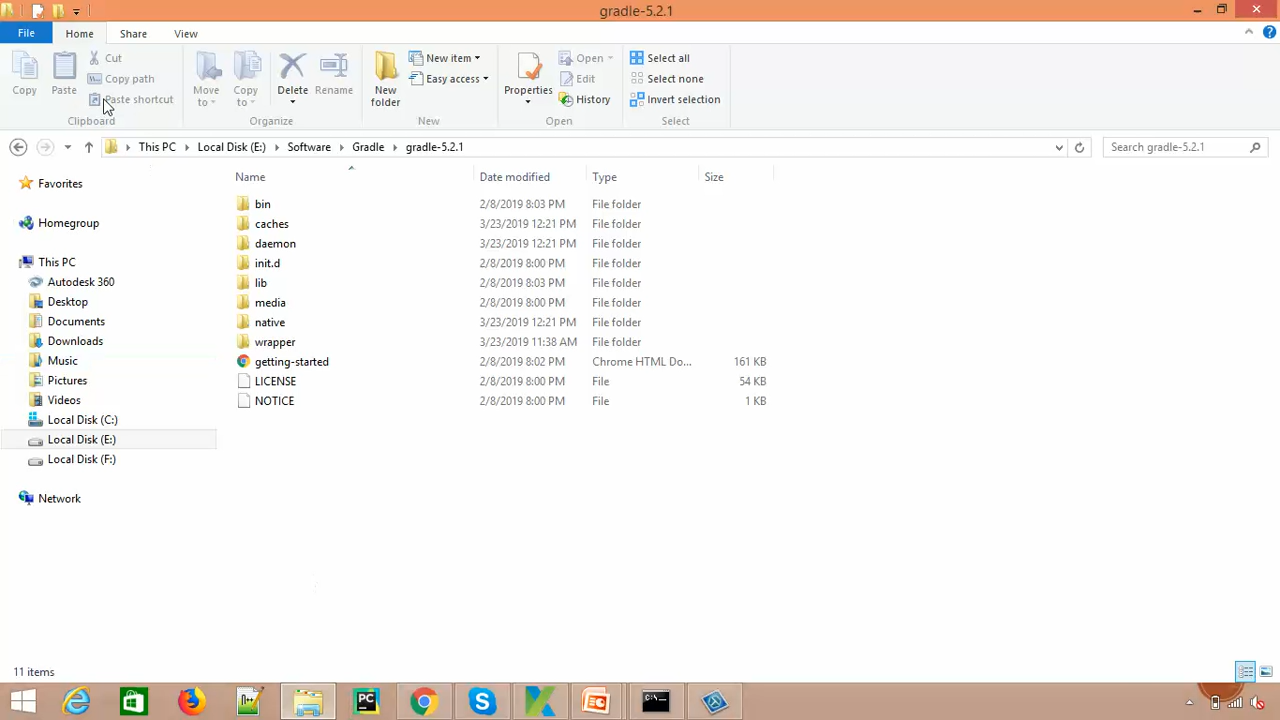 gradle-5.2.1
File Home Share View
Copy Paste Cut Copy path Paste shortcut Move to Copy to Delete Rename New folder New item Easy access Properties Open Edit History Select all Select none Invert selection
Clipboard Organize New Open Select
This PC Local Disk (E:) Software Gradle gradle-5.2.1 Search gradle-5.2.1
Name Date modified Type Size
Favorites
Homegroup
This PC
Autodesk 360
Desktop
Documents
Downloads
Music
Pictures
Videos
Local Disk (C:)
Local Disk (E:)
Local Disk (F:)
Network
bin 2/8/2019 8:03 PM File folder
caches 3/23/2019 12:21 PM File folder
daemon 3/23/2019 12:21 PM File folder
init.d 2/8/2019 8:00 PM File folder
lib 2/8/2019 8:03 PM File folder
media 2/8/2019 8:00 PM File folder
native 3/23/2019 12:21 PM File folder
wrapper 3/23/2019 11:38 AM File folder
getting-started 2/8/2019 8:02 PM Chrome HTML Do... 161 KB
LICENSE 2/8/2019 8:00 PM File 54 KB
NOTICE 2/8/2019 8:00 PM File 1 KB
11 items
PC